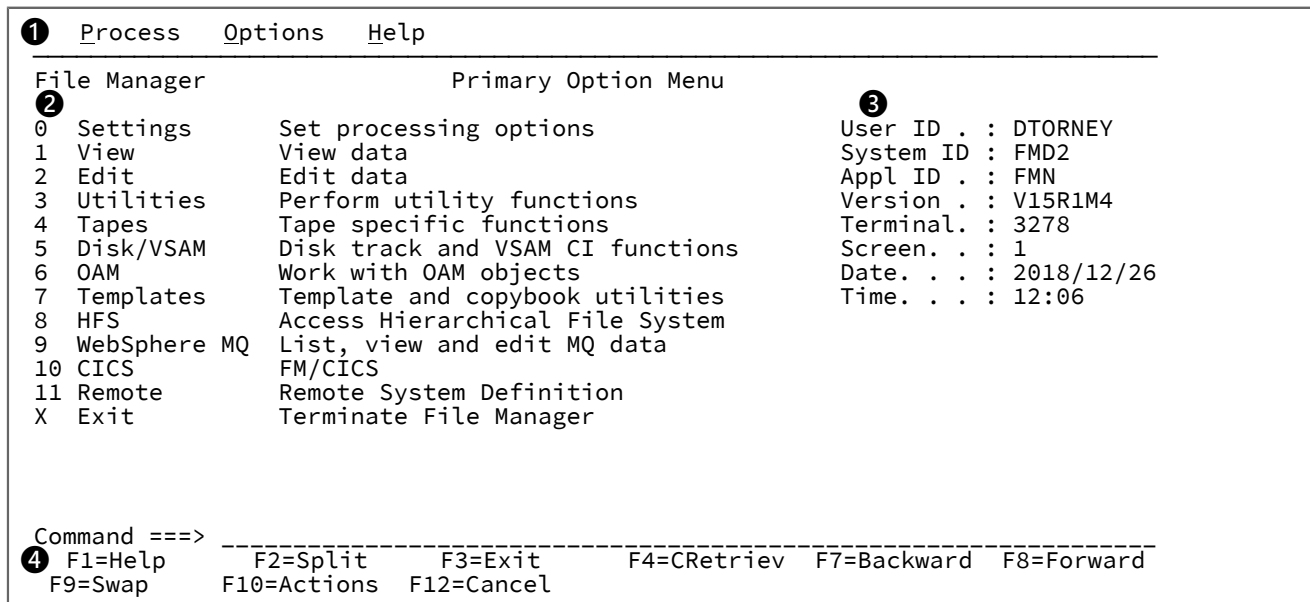 ❶ Process Options Help
File Manager Primary Option Menu
❷ ❸
0 Settings Set processing options User ID . : DTORNEY
1 View View data System ID : FMD2
2 Edit Edit data Appl ID . : FMN
3 Utilities Perform utility functions Version . : V15R1M4
4 Tapes Tape specific functions Terminal. : 3278
5 Disk/VSAM Disk track and VSAM CI functions Screen. . : 1
6 OAM Work with OAM objects Date. . . : 2018/12/26
7 Templates Template and copybook utilities Time. . . : 12:06
8 HFS Access Hierarchical File System
9 WebSphere MQ List, view and edit MQ data
10 CICS FM/CICS
11 Remote Remote System Definition
X Exit Terminate File Manager
Command ===> _________________________________________________________________
❹ F1=Help F2=Split F3=Exit F4=CRetriev F7=Backward F8=Forward
F9=Swap F10=Actions F12=Cancel